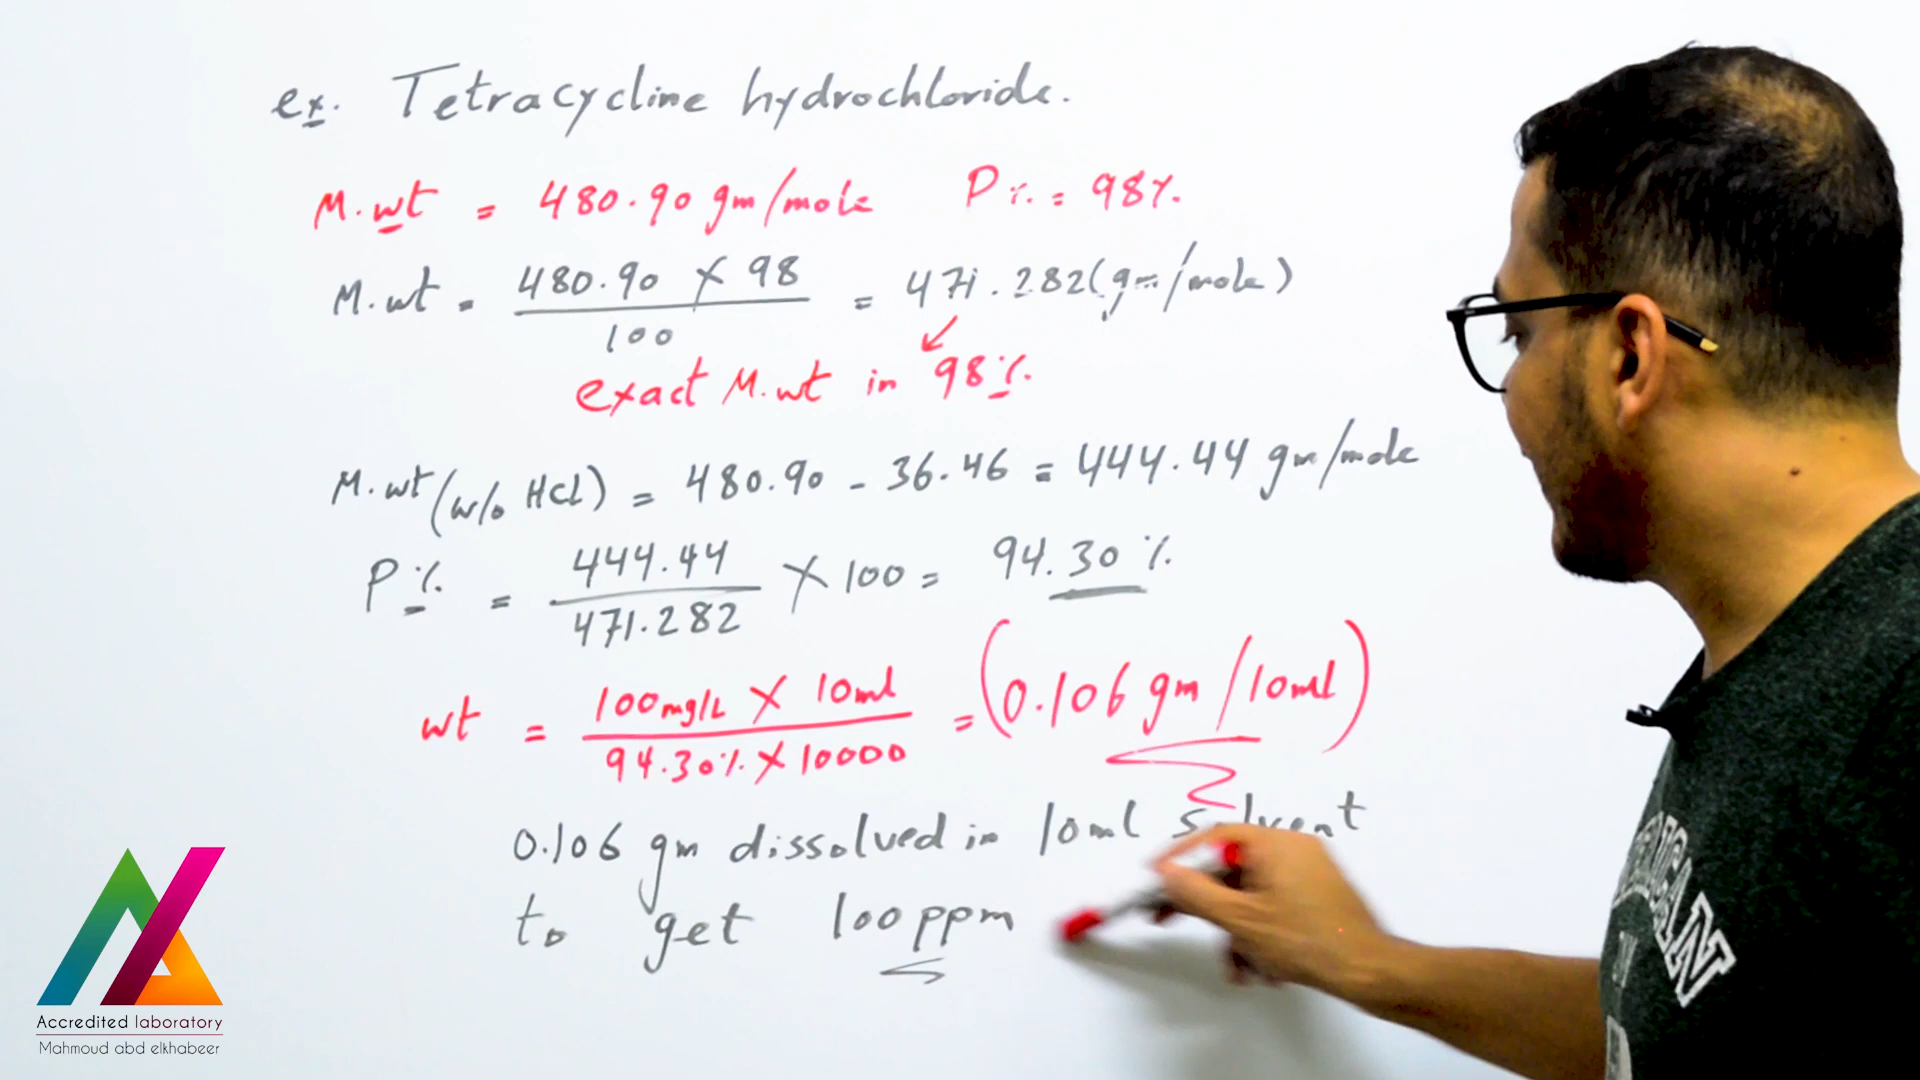 ex. Tetracycline hydrochloride.
M.wt = 480.90 gm/mole P% = 98%.
M.wt = 480.90 X 98 / 100 = 471.282 (gm/mole)
exact M.wt in 98%.
M.wt (w/o HCl) = 480.90 - 36.46 = 444.44 gm/mole
P% = 444.44 / 471.282 X 100 = 94.30 %.
wt = 100mg/L X 10ml / 94.30% X 10000 = (0.106 gm/10ml)
0.106 gm dissolved in 10ml solvent
to get 100ppm
Accredited laboratory
Mahmoud abd elkhabeer